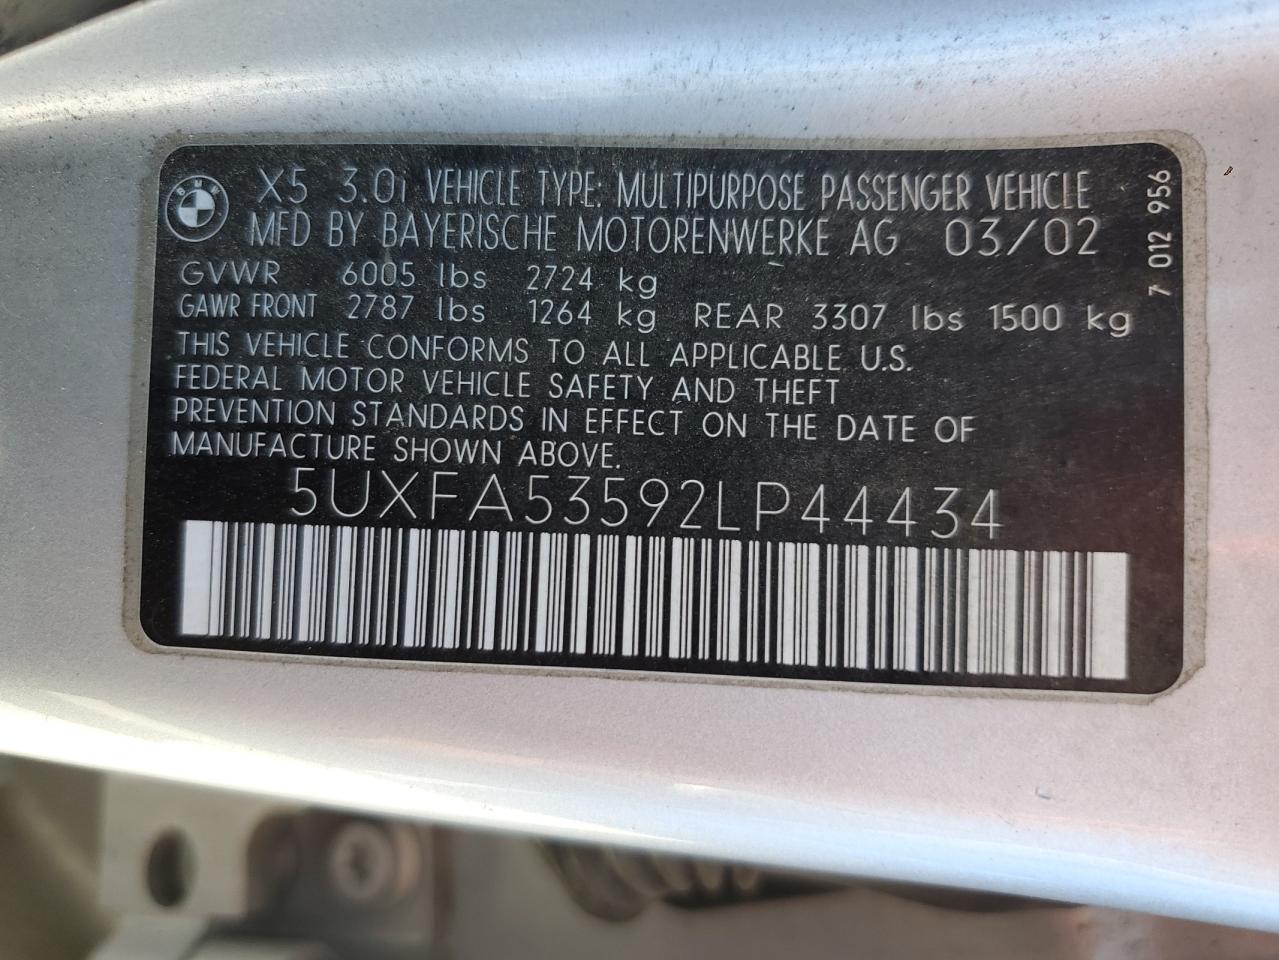 BMW
X5 3.0i VEHICLE TYPE: MULTIPURPOSE PASSENGER VEHICLE
MFD BY BAYERISCHE MOTORENWERKE AG 03/02
GVWR 6005 lbs 2724 kg
GAWR FRONT 2787 lbs 1264 kg REAR 3307 lbs 1500 kg
THIS VEHICLE CONFORMS TO ALL APPLICABLE U.S.
FEDERAL MOTOR VEHICLE SAFETY AND THEFT
PREVENTION STANDARDS IN EFFECT ON THE DATE OF
MANUFACTURE SHOWN ABOVE.
5UXFA53592LP44434
7 012 956